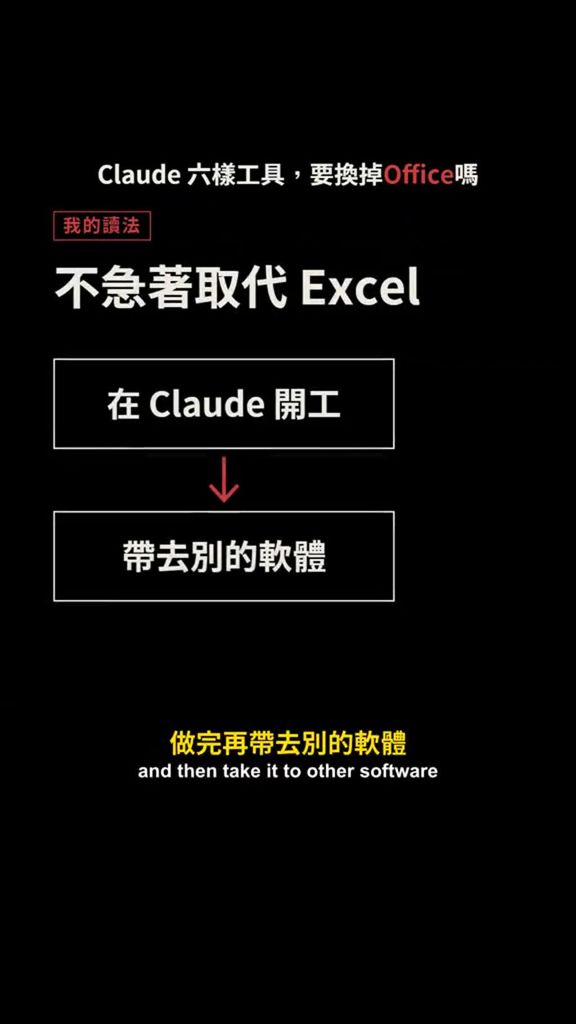 Claude 六樣工具，要換掉Office嗎
我的讀法
不急著取代 Excel
在 Claude 開工
帶去別的軟體
做完再帶去別的軟體
and then take it to other software